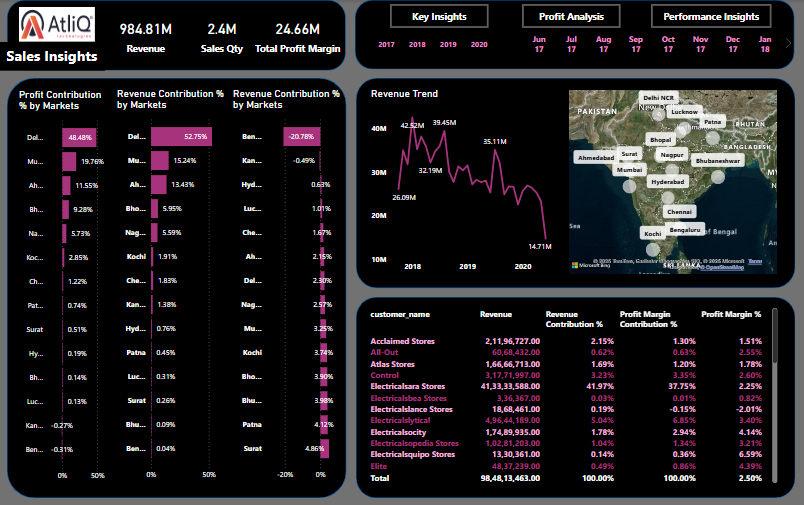 AtliQ
technologies
Sales Insights
984.81M
Revenue
2.4M
Sales Qty
24.66M
Total Profit Margin
Key Insights
Profit Analysis
Performance Insights
2017 2018 2019 2020
Jun 17
Jul 17
Aug 17
Sep 17
Oct 17
Nov 17
Dec 17
Jan 18
Profit Contribution % by Markets
Del... 48.48%
Mu... 19.76%
Ah... 11.55%
Bh... 9.28%
Na... 5.73%
Koc... 2.85%
Ch... 1.22%
Pat... 0.74%
Surat 0.51%
Hy... 0.19%
Bh... 0.14%
Luc... 0.13%
Kan... -0.27%
Ben... -0.31%
0% 50%
Revenue Contribution % by Markets
Del... 52.75%
Mu... 15.24%
Ah... 13.43%
Bho... 5.95%
Nag... 5.59%
Kochi 1.91%
Che... 1.83%
Kan... 1.38%
Hyd... 0.76%
Patna 0.45%
Luc... 0.31%
Surat 0.26%
Bhu... 0.09%
Ben... 0.04%
0% 50%
Revenue Contribution % by Markets
Ben... -20.78%
Kan... -0.49%
Hyd... 0.63%
Luc... 1.01%
Che... 1.67%
Ah... 2.15%
Del... 2.30%
Nag... 2.57%
Mu... 3.25%
Kochi 3.74%
Bho... 3.90%
Bhu... 3.98%
Patna 4.12%
Surat 4.86%
-20% 0%
Revenue Trend
40M
30M
20M
10M
42.52M
39.45M
35.11M
32.19M
26.09M
14.71M
2018 2019 2020
Delhi NCR
New Delhi
Lucknow
PAKISTAN
Patna
BHUTAN
Bhopal
BANGLADESH
Ahmedabad
Surat
Nagpur
Bhubaneshwar
Mumbai
Hyderabad
Chennai
Kochi
Bengaluru
of Bengal
Sea
SRI LANKA
Microsoft Bing
© OpenStreetMap
Terms
customer_name Revenue Revenue Contribution % Profit Margin Contribution % Profit Margin %
Acclaimed Stores 2,11,96,727.00 2.15% 1.30% 1.51%
All-Out 60,68,432.00 0.62% 0.63% 2.55%
Atlas Stores 1,66,66,713.00 1.69% 1.20% 1.78%
Control 3,17,71,997.00 3.23% 3.35% 2.60%
Electricalsara Stores 41,33,33,588.00 41.97% 37.75% 2.25%
Electricalsbea Stores 3,36,367.00 0.03% 0.01% 0.82%
Electricalslance Stores 18,68,461.00 0.19% -0.15% -2.01%
Electricalslytical 4,96,44,189.00 5.04% 6.85% 3.40%
Electricalsocity 1,74,89,935.00 1.78% 2.94% 4.14%
Electricalsopedia Stores 1,02,81,203.00 1.04% 1.34% 3.21%
Electricalsquipo Stores 13,30,361.00 0.14% 0.36% 6.59%
Elite 48,37,239.00 0.49% 0.86% 4.39%
Total 98,48,13,463.00 100.00% 100.00% 2.50%